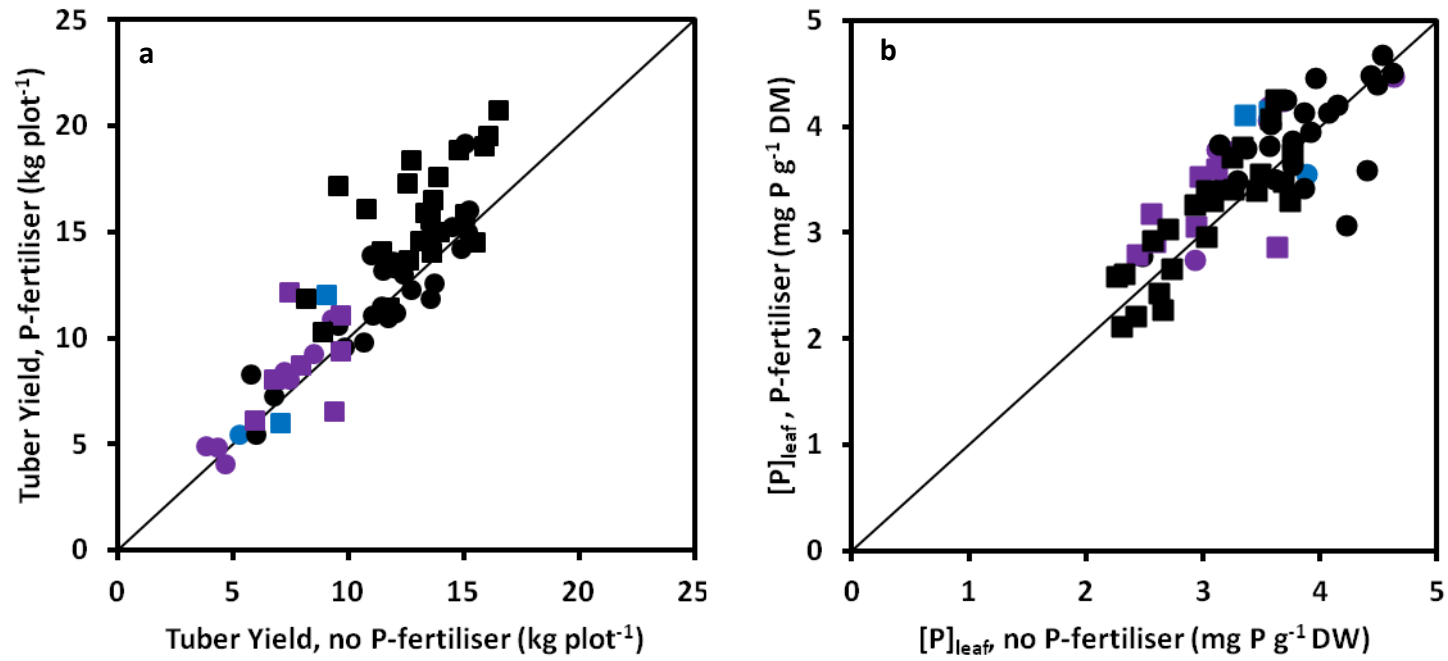 a
25
20
15
10
5
0
0 5 10 15 20 25
Tuber Yield, P-fertiliser (kg plot⁻¹)
Tuber Yield, no P-fertiliser (kg plot⁻¹)
b
5
4
3
2
1
0
0 1 2 3 4 5
[P]leaf, P-fertiliser (mg P g⁻¹ DM)
[P]leaf, no P-fertiliser (mg P g⁻¹ DW)